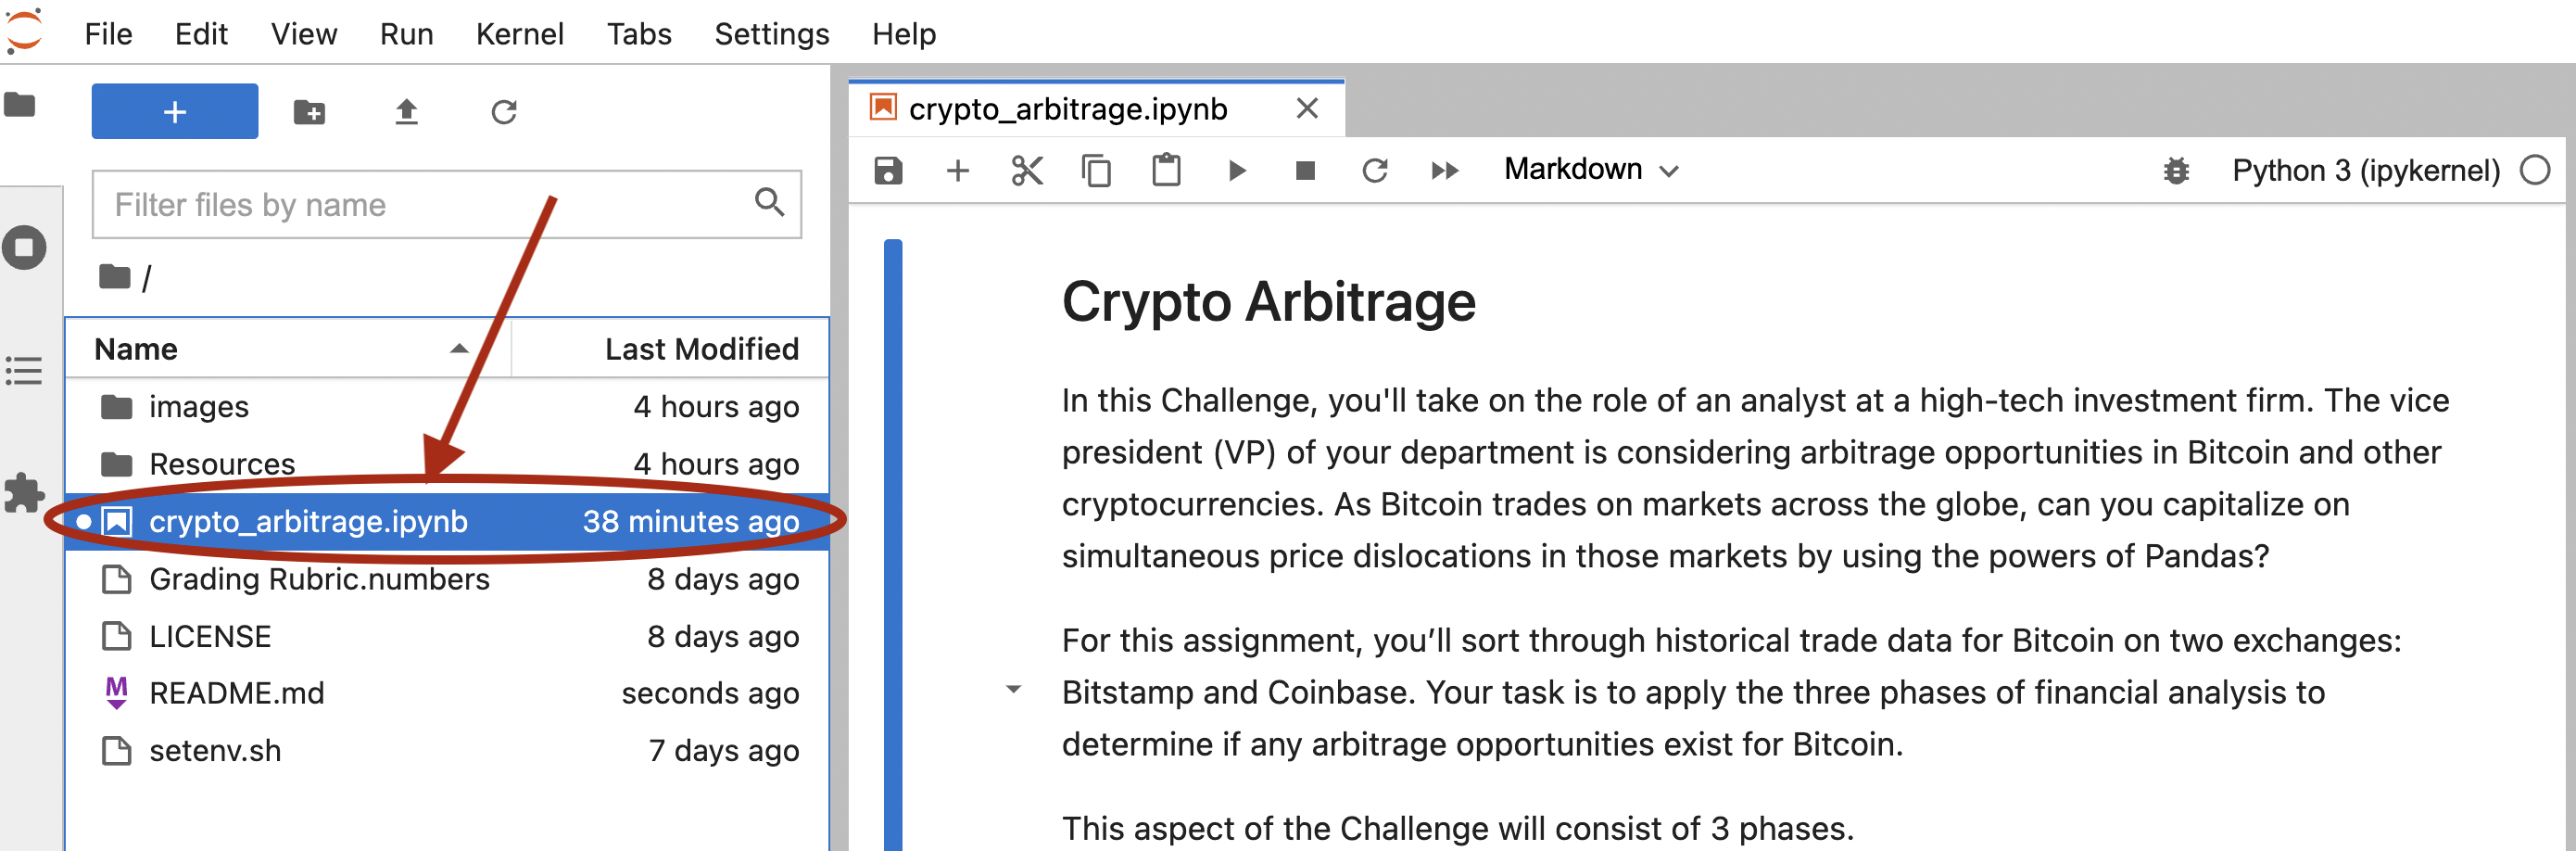 File Edit View Run Kernel Tabs Settings Help
+
Filter files by name
/
Name Last Modified
images 4 hours ago
Resources 4 hours ago
crypto_arbitrage.ipynb 38 minutes ago
Grading Rubric.numbers 8 days ago
LICENSE 8 days ago
M README.md seconds ago
setenv.sh 7 days ago
crypto_arbitrage.ipynb
Markdown Python 3 (ipykernel)
Crypto Arbitrage
In this Challenge, you'll take on the role of an analyst at a high-tech investment firm. The vice
president (VP) of your department is considering arbitrage opportunities in Bitcoin and other
cryptocurrencies. As Bitcoin trades on markets across the globe, can you capitalize on
simultaneous price dislocations in those markets by using the powers of Pandas?
For this assignment, you’ll sort through historical trade data for Bitcoin on two exchanges:
Bitstamp and Coinbase. Your task is to apply the three phases of financial analysis to
determine if any arbitrage opportunities exist for Bitcoin.
This aspect of the Challenge will consist of 3 phases.